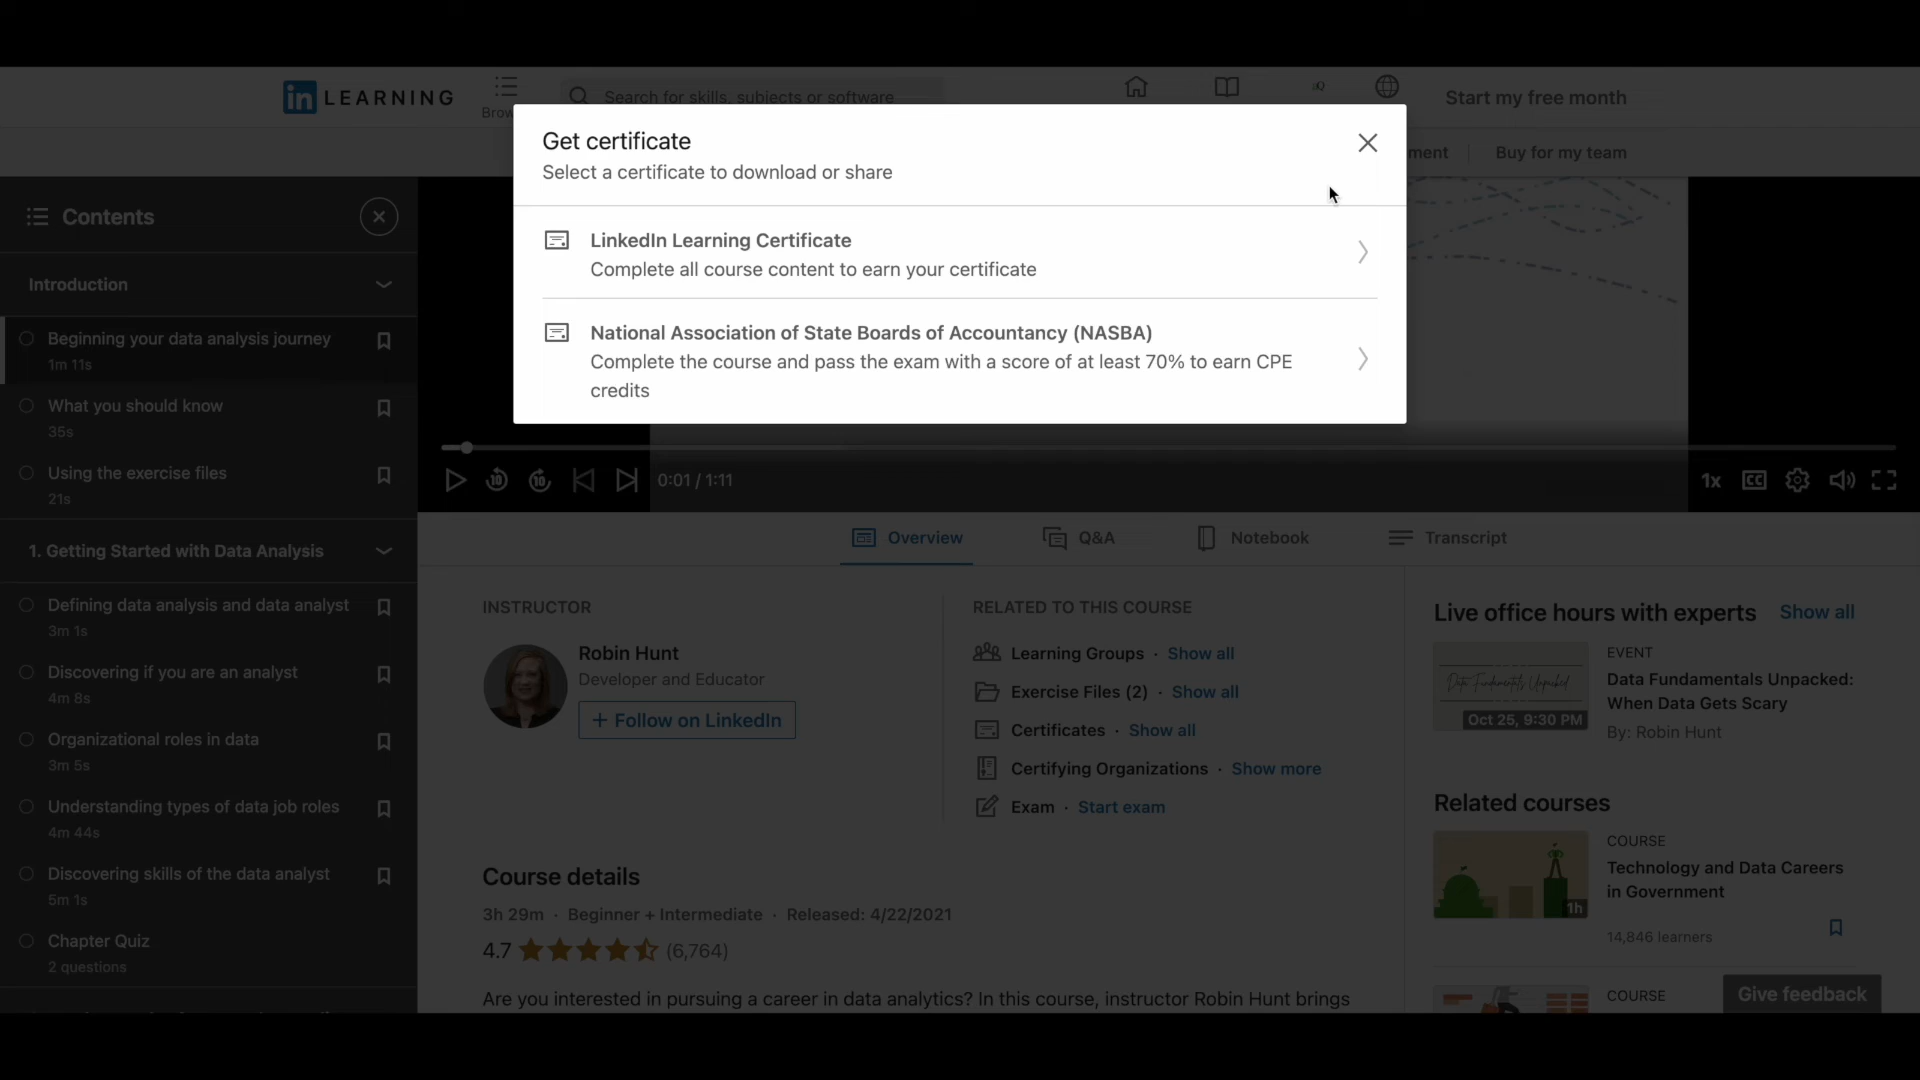 in LEARNING
Search for skills, subjects or software
Start my free month
Buy for my team
Get certificate
Select a certificate to download or share
LinkedIn Learning Certificate
Complete all course content to earn your certificate
National Association of State Boards of Accountancy (NASBA)
Complete the course and pass the exam with a score of at least 70% to earn CPE
credits
Contents
Introduction
Beginning your data analysis journey
1m 11s
What you should know
35s
Using the exercise files
21s
1. Getting Started with Data Analysis
Defining data analysis and data analyst
3m 1s
Discovering if you are an analyst
4m 8s
Organizational roles in data
3m 5s
Understanding types of data job roles
4m 44s
Discovering skills of the data analyst
5m 1s
Chapter Quiz
2 questions
10
10
0:01 / 1:11
1x
CC
Overview
Q&A
Notebook
Transcript
INSTRUCTOR
Robin Hunt
Developer and Educator
+ Follow on LinkedIn
RELATED TO THIS COURSE
Learning Groups · Show all
Exercise Files (2) · Show all
Certificates · Show all
Certifying Organizations · Show more
Exam · Start exam
Course details
3h 29m · Beginner + Intermediate · Released: 4/22/2021
4.7 (6,764)
Are you interested in pursuing a career in data analytics? In this course, instructor Robin Hunt brings
Live office hours with experts Show all
Data Fundamentals Unpacked
Oct 25, 9:30 PM
EVENT
Data Fundamentals Unpacked:
When Data Gets Scary
By: Robin Hunt
Related courses
1h
COURSE
Technology and Data Careers
in Government
14,846 learners
COURSE
Give feedback